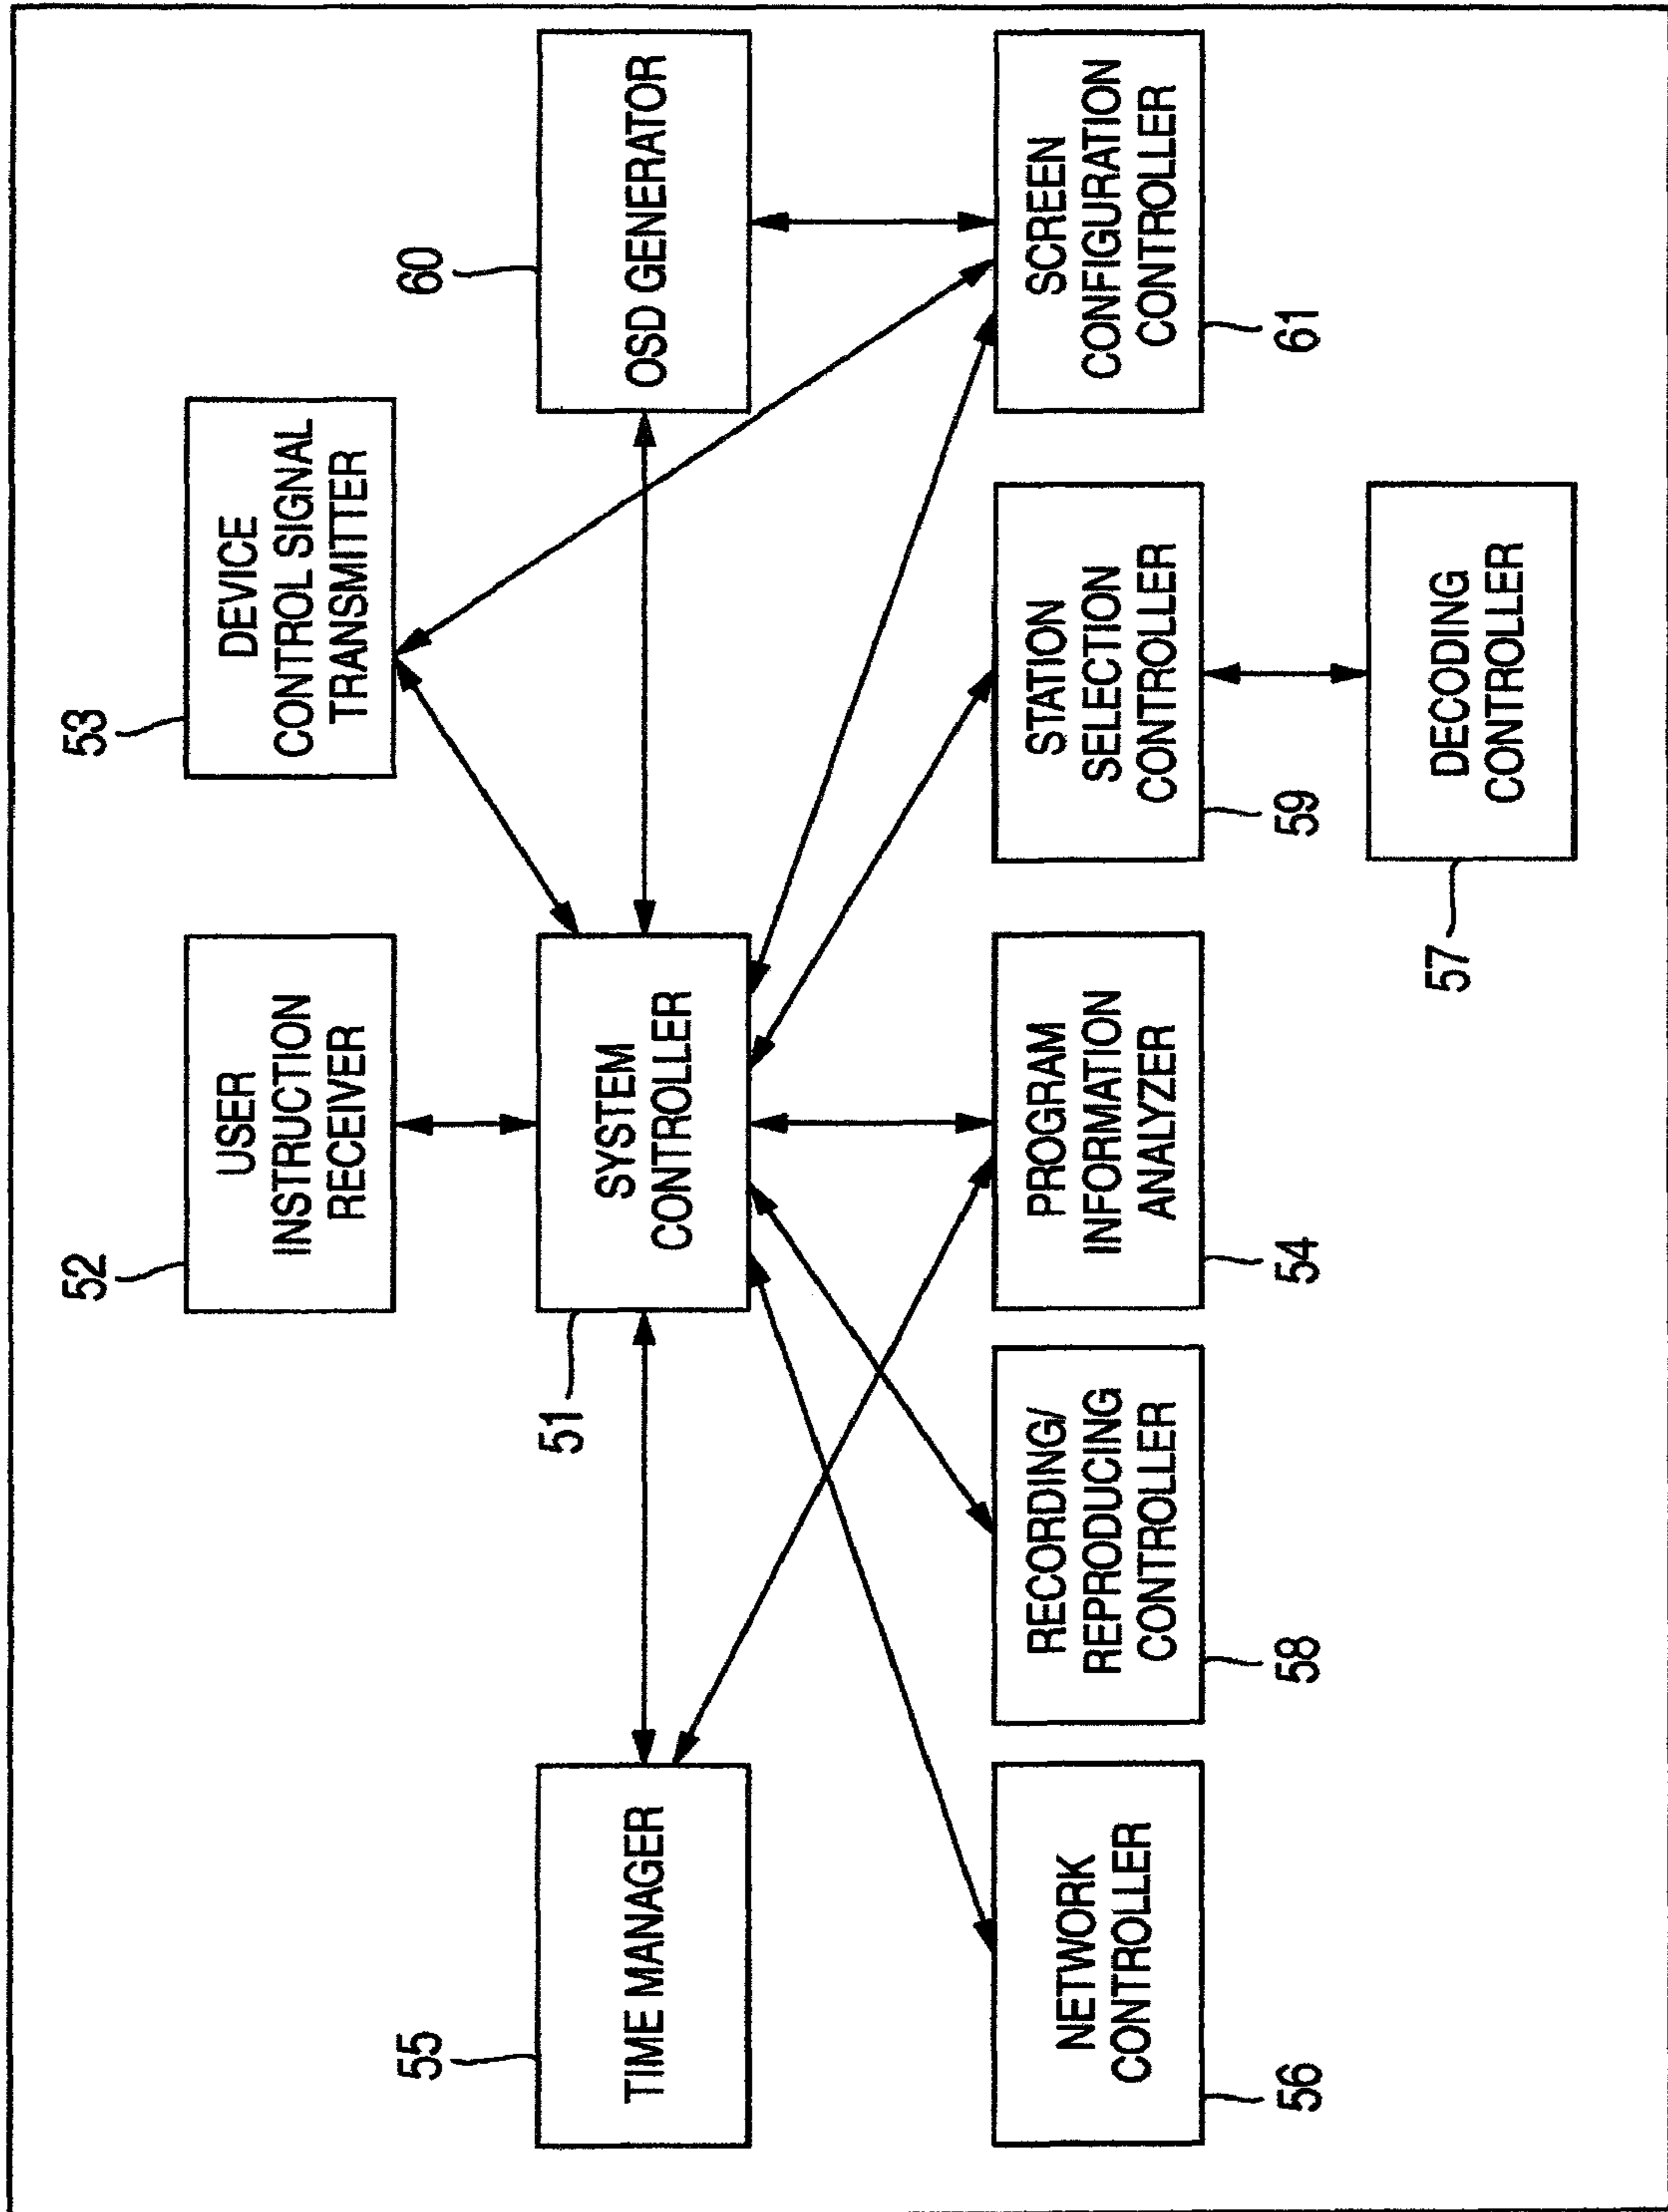 52
USER
INSTRUCTION
RECEIVER
53
DEVICE
CONTROL SIGNAL
TRANSMITTER
55
TIME MANAGER
51
SYSTEM
CONTROLLER
60
OSD GENERATOR
NETWORK
CONTROLLER
56
RECORDING/
REPRODUCING
CONTROLLER
58
PROGRAM
INFORMATION
ANALYZER
54
STATION
SELECTION
CONTROLLER
59
SCREEN
CONFIGURATION
CONTROLLER
61
DECODING
CONTROLLER
57